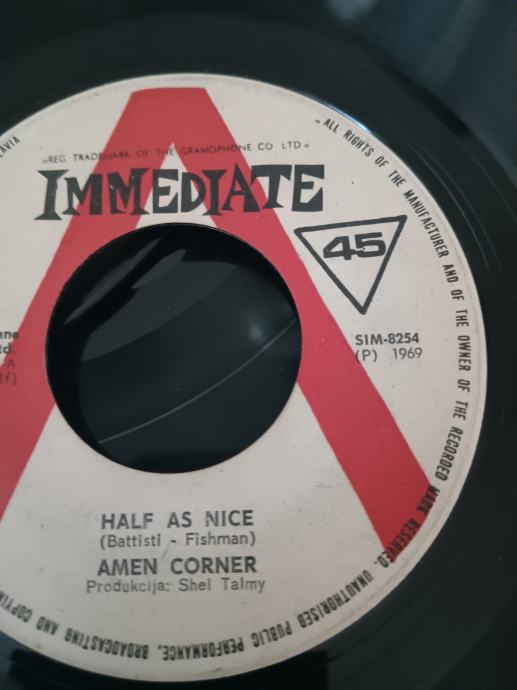 „REG. TRADEMARK OF THE GRAMOPHONE CO LTD"
IMMEDIATE
45
SIM-8254
(P) 1969
HALF AS NICE
(Battisti - Fishman)
AMEN CORNER
Produkcija: Shel Talmy
„ALL RIGHTS OF THE MANUFACTURER AND OF THE OWNER OF THE RECORDED WORK RESERVED. UNAUTHORISED PUBLIC PERFORMANCE, BROADCASTING AND COPYIN